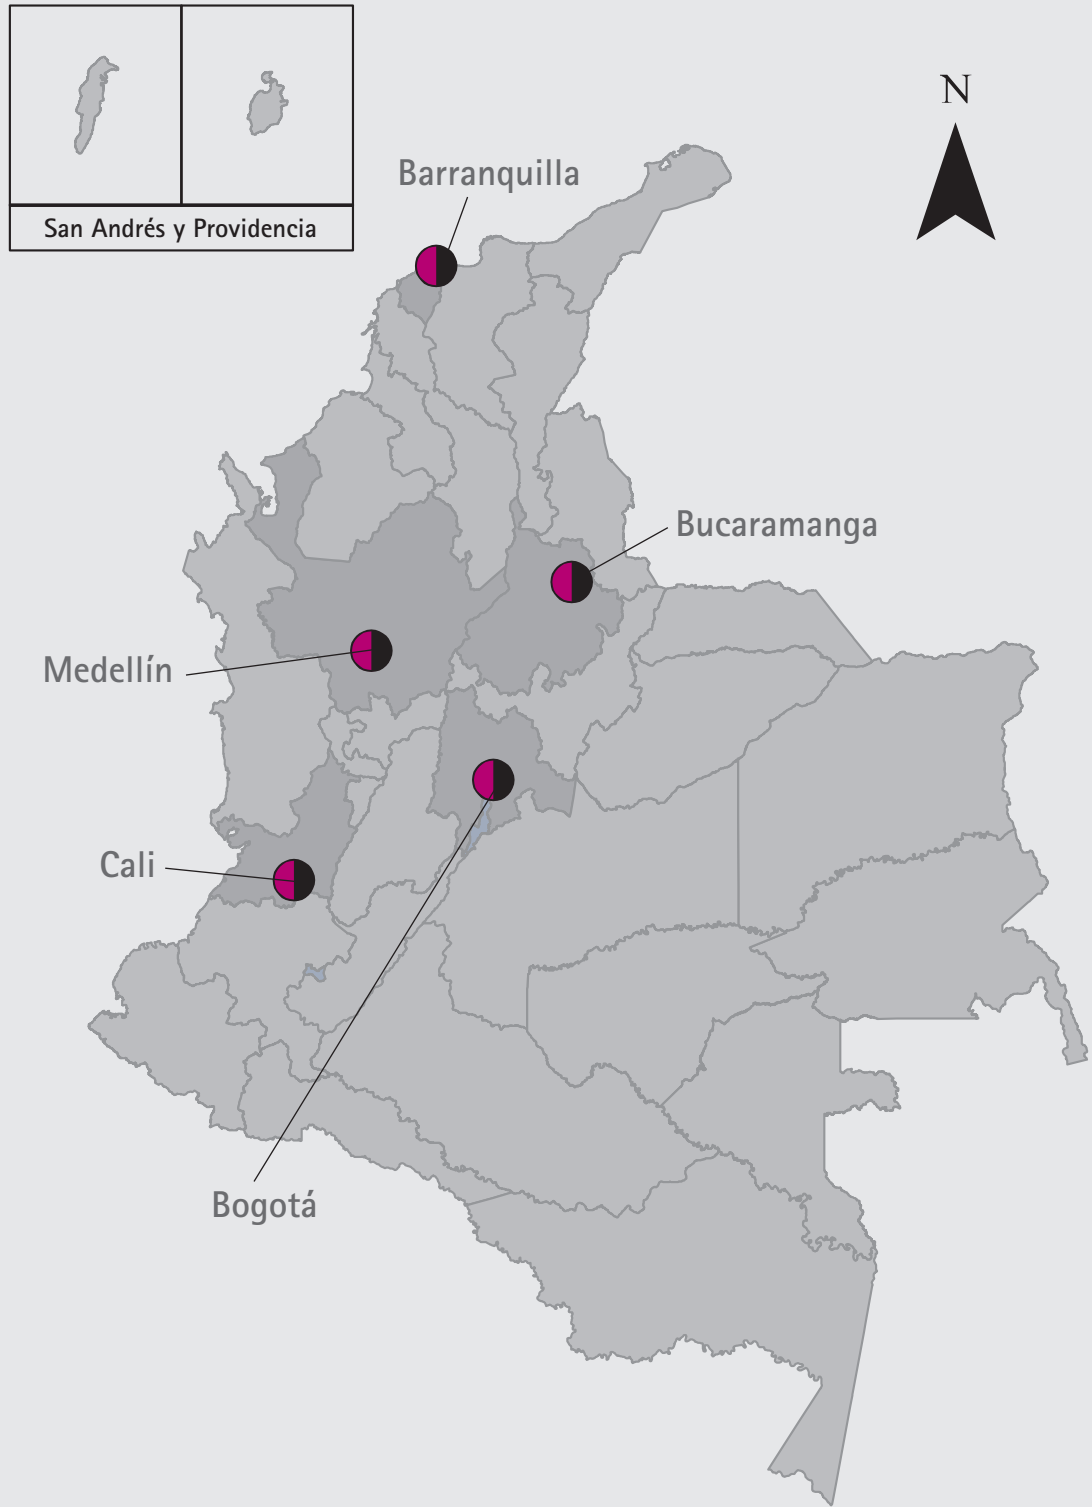 N
San Andrés y Providencia
Barranquilla
Bucaramanga
Medellín
Cali
Bogotá